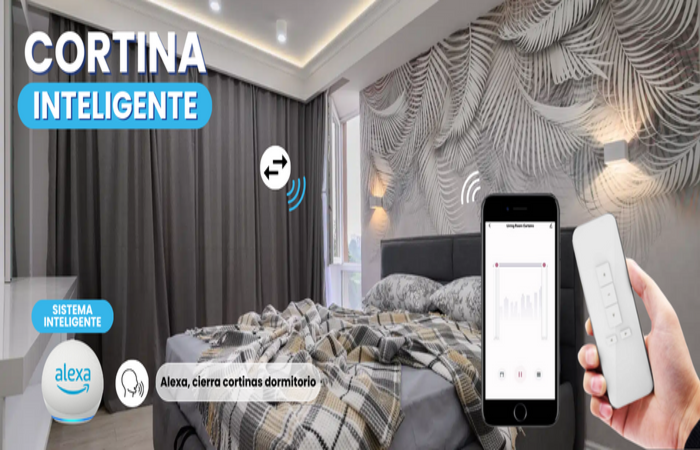 CORTINA
INTELIGENTE
SISTEMA
INTELIGENTE
alexa
Alexa, cierra cortinas dormitorio